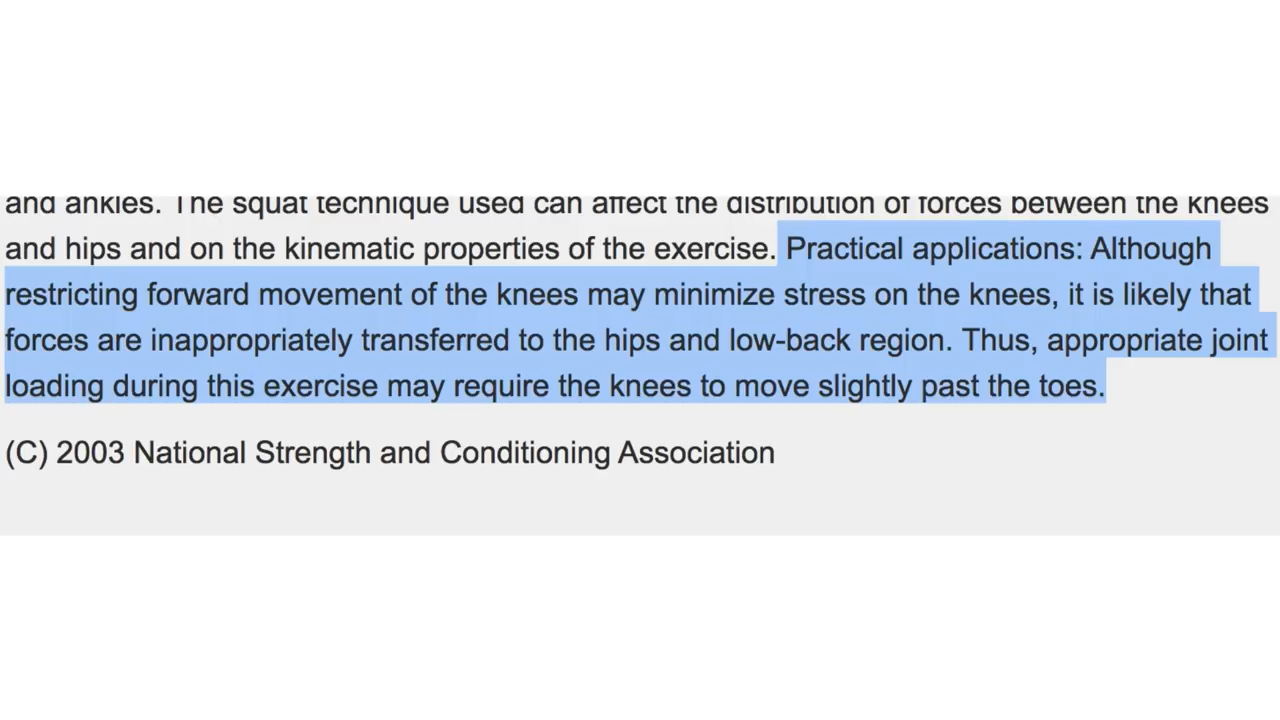 and ankles. The squat technique used can affect the distribution of forces between the knees
and hips and on the kinematic properties of the exercise. Practical applications: Although
restricting forward movement of the knees may minimize stress on the knees, it is likely that
forces are inappropriately transferred to the hips and low-back region. Thus, appropriate joint
loading during this exercise may require the knees to move slightly past the toes.
(C) 2003 National Strength and Conditioning Association